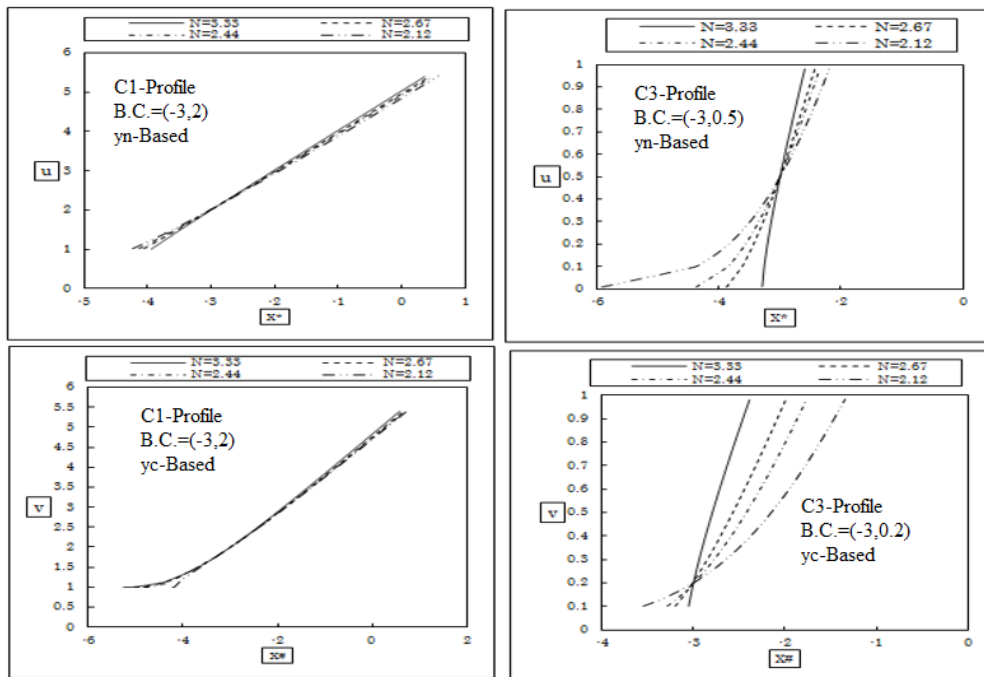 N=3.33 N=2.67
N=2.44 N=2.12
6
5
4
3
2
1
0
u
C1-Profile
B.C.=(-3,2)
yn-Based
-5 -4 -3 -2 -1 0 1
X*
N=3.33 N=2.67
N=2.44 N=2.12
1
0.9
0.8
0.7
0.6
0.5
0.4
0.3
0.2
0.1
0
u
C3-Profile
B.C.=(-3,0.5)
yn-Based
-6 -4 -2 0
X*
N=3.33 N=2.67
N=2.44 N=2.12
6
5.5
5
4.5
4
3.5
3
2.5
2
1.5
1
0.5
0
v
C1-Profile
B.C.=(-3,2)
yc-Based
-6 -4 -2 0 2
X#
N=3.33 N=2.67
N=2.44 N=2.12
1
0.9
0.8
0.7
0.6
0.5
0.4
0.3
0.2
0.1
0
v
C3-Profile
B.C.=(-3,0.2)
yc-Based
-4 -3 -2 -1 0
X#